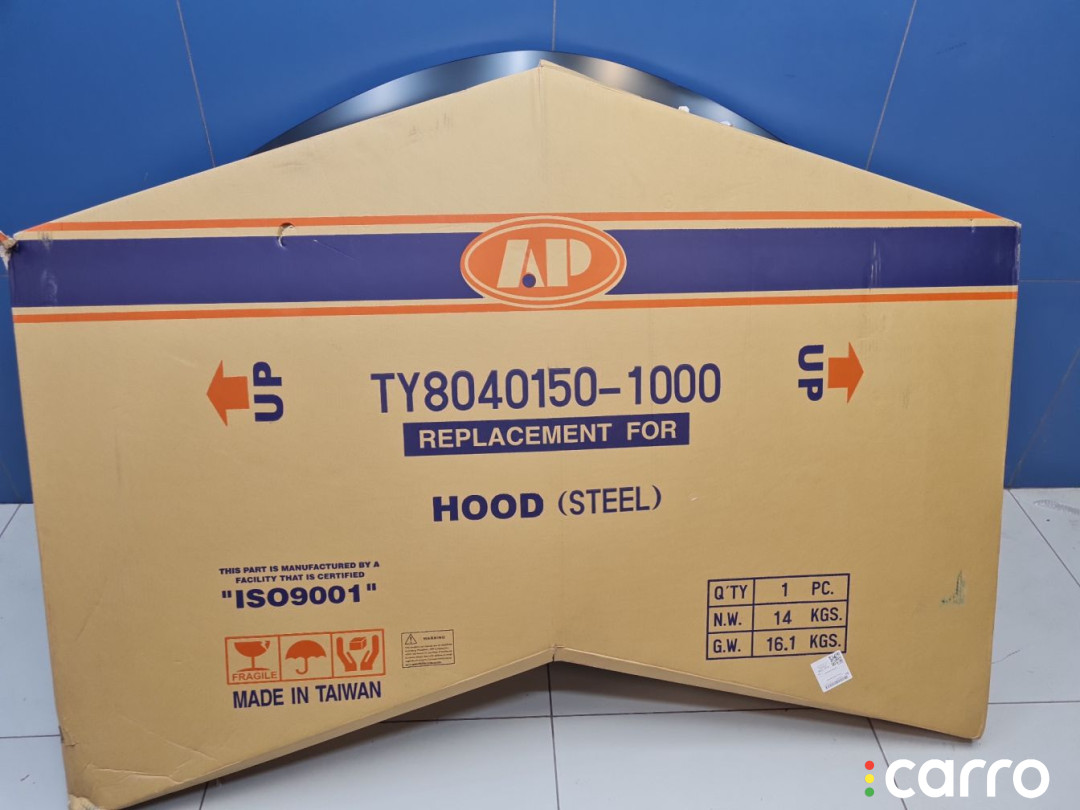 AP
UP
UP
TY8040150-1000
REPLACEMENT FOR
HOOD (STEEL)
THIS PART IS MANUFACTURED BY A
FACILITY THAT IS CERTIFIED
"ISO9001"
FRAGILE
MADE IN TAIWAN
WARNING
Q'TY 1 PC.
N.W. 14 KGS.
G.W. 16.1 KGS.
carro